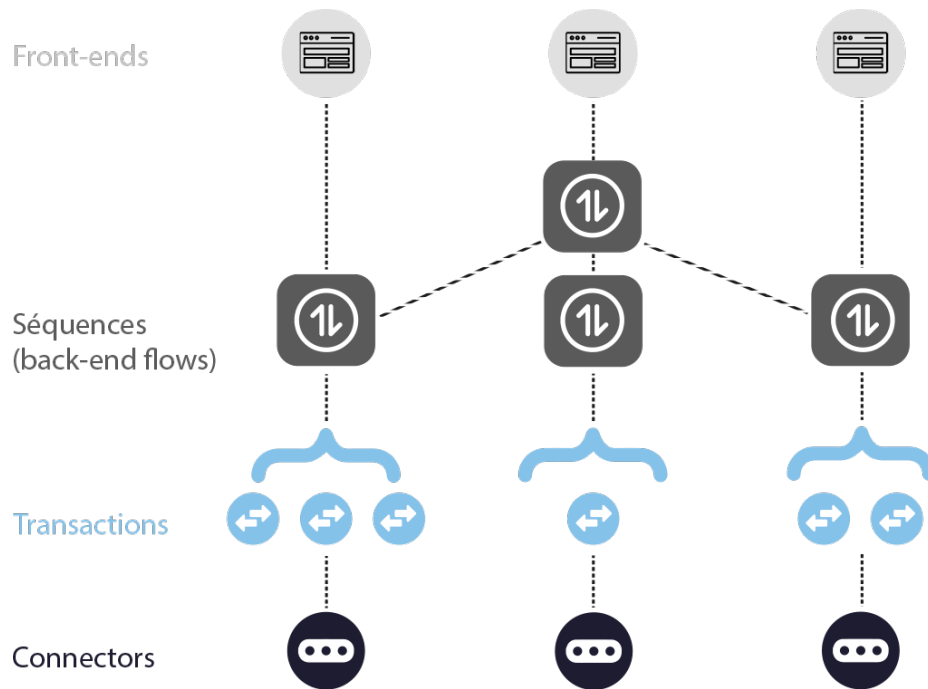 Front-ends
Séquences
(back-end flows)
Transactions
Connectors